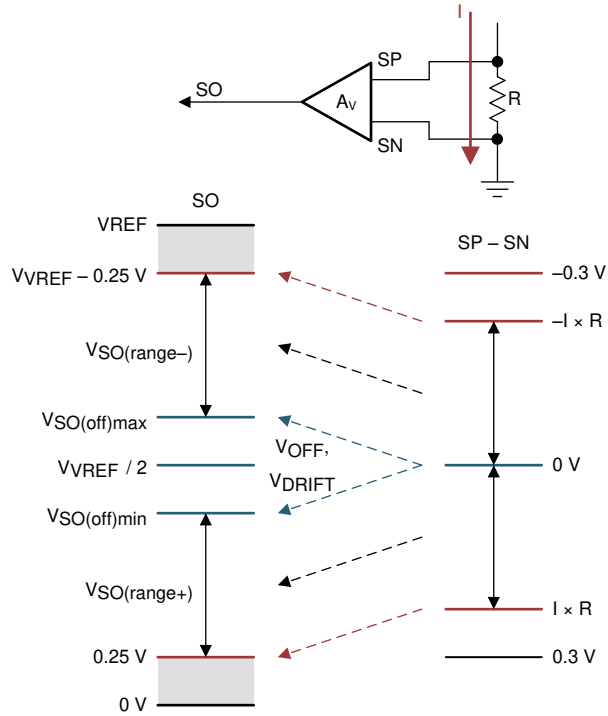 I
SP
SO
AV
R
SN
SO
VREF
SP – SN
VVREF – 0.25 V
–0.3 V
–I × R
VSO(range–)
VSO(off)max
VOFF,
VVREF / 2
0 V
VDRIFT
VSO(off)min
VSO(range+)
I × R
0.25 V
0.3 V
0 V